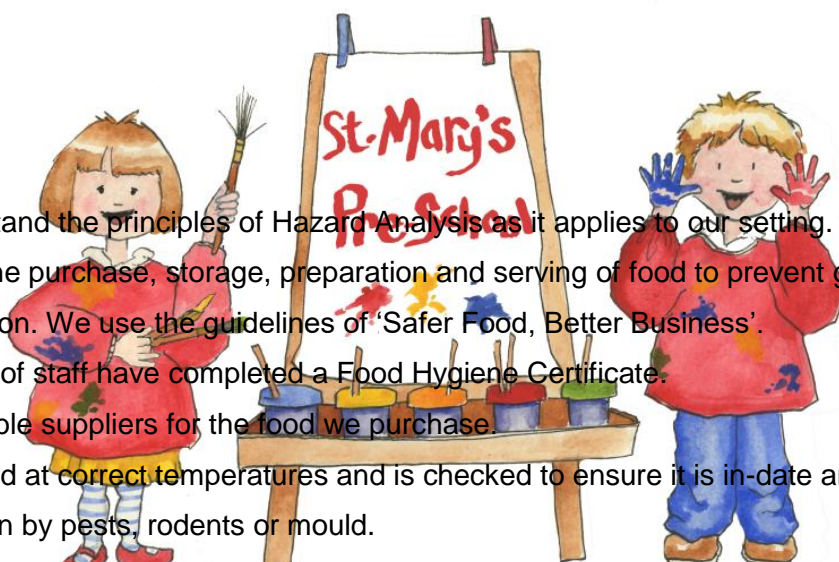 St. Mary's
Pre School
tand the principles of Hazard Analysis as it applies to our setting.
ne purchase, storage, preparation and serving of food to prevent g
on. We use the guidelines of ‘Safer Food, Better Business’.
of staff have completed a Food Hygiene Certificate.
ble suppliers for the food we purchase.
d at correct temperatures and is checked to ensure it is in-date an
n by pests, rodents or mould.